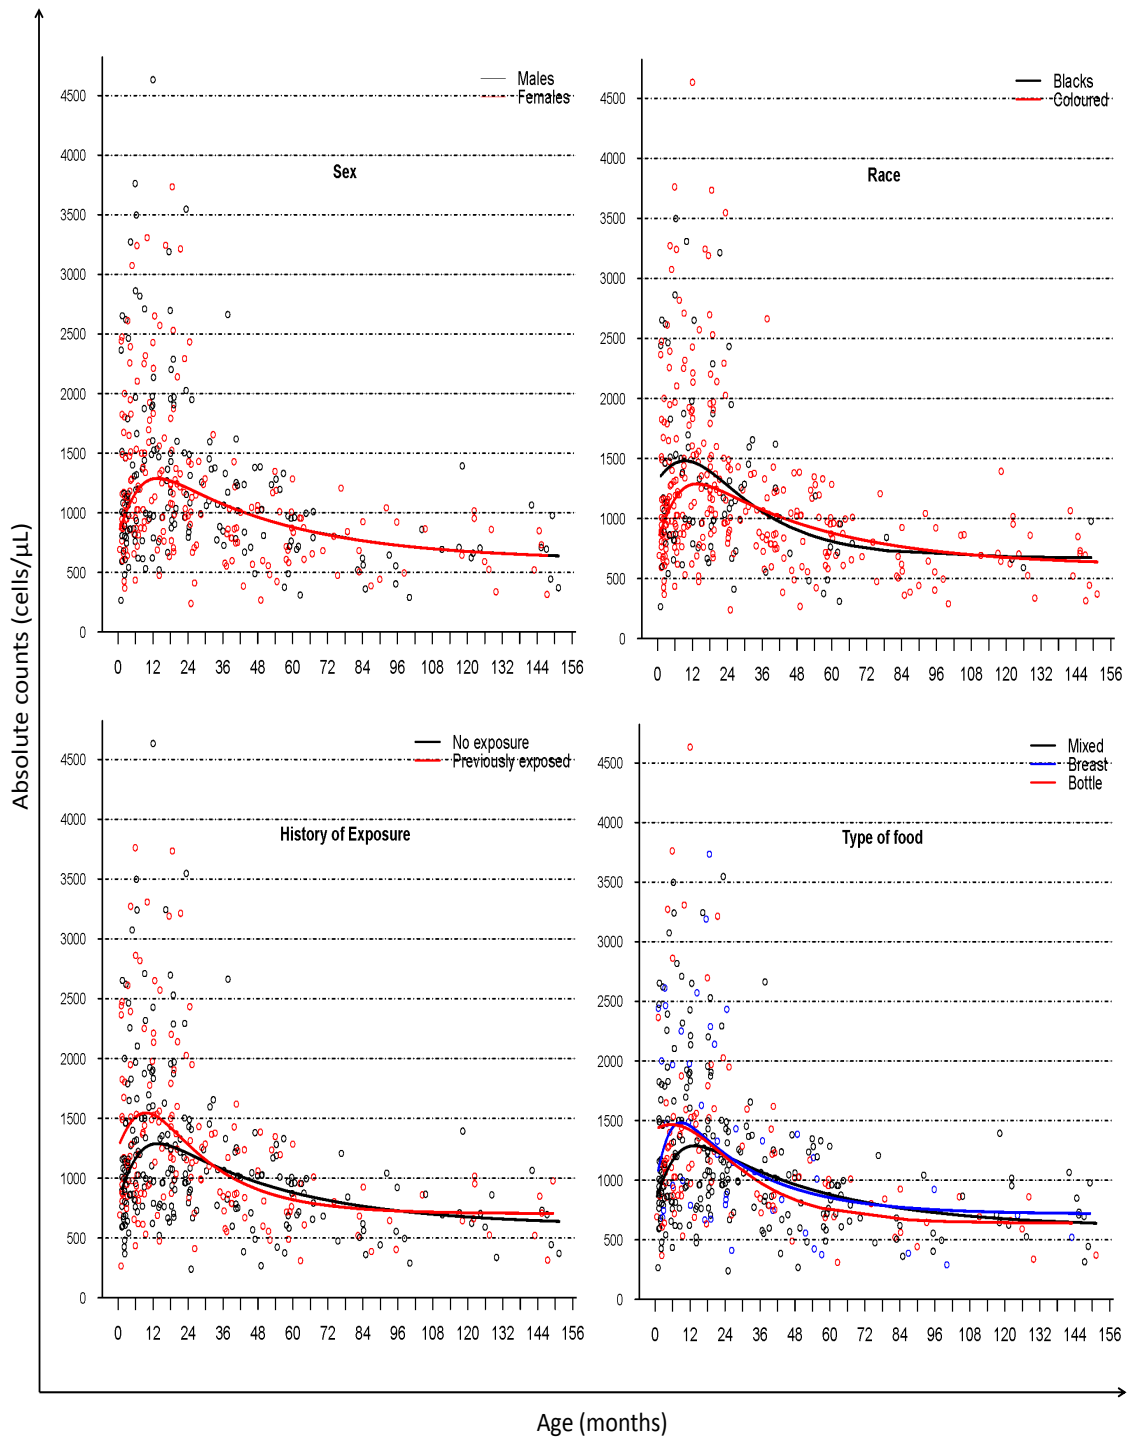 Males
Females
Sex
4500
4000
3500
3000
2500
2000
1500
1000
500
0
0 12 24 36 48 60 72 84 96 108 120 132 144 156
Blacks
Coloured
Race
4500
4000
3500
3000
2500
2000
1500
1000
500
0
0 12 24 36 48 60 72 84 96 108 120 132 144 156
Absolute counts (cells/µL)
No exposure
Previously exposed
History of Exposure
4500
4000
3500
3000
2500
2000
1500
1000
500
0
0 12 24 36 48 60 72 84 96 108 120 132 144 156
Mixed
Breast
Bottle
Type of food
4500
4000
3500
3000
2500
2000
1500
1000
500
0
0 12 24 36 48 60 72 84 96 108 120 132 144 156
Age (months)